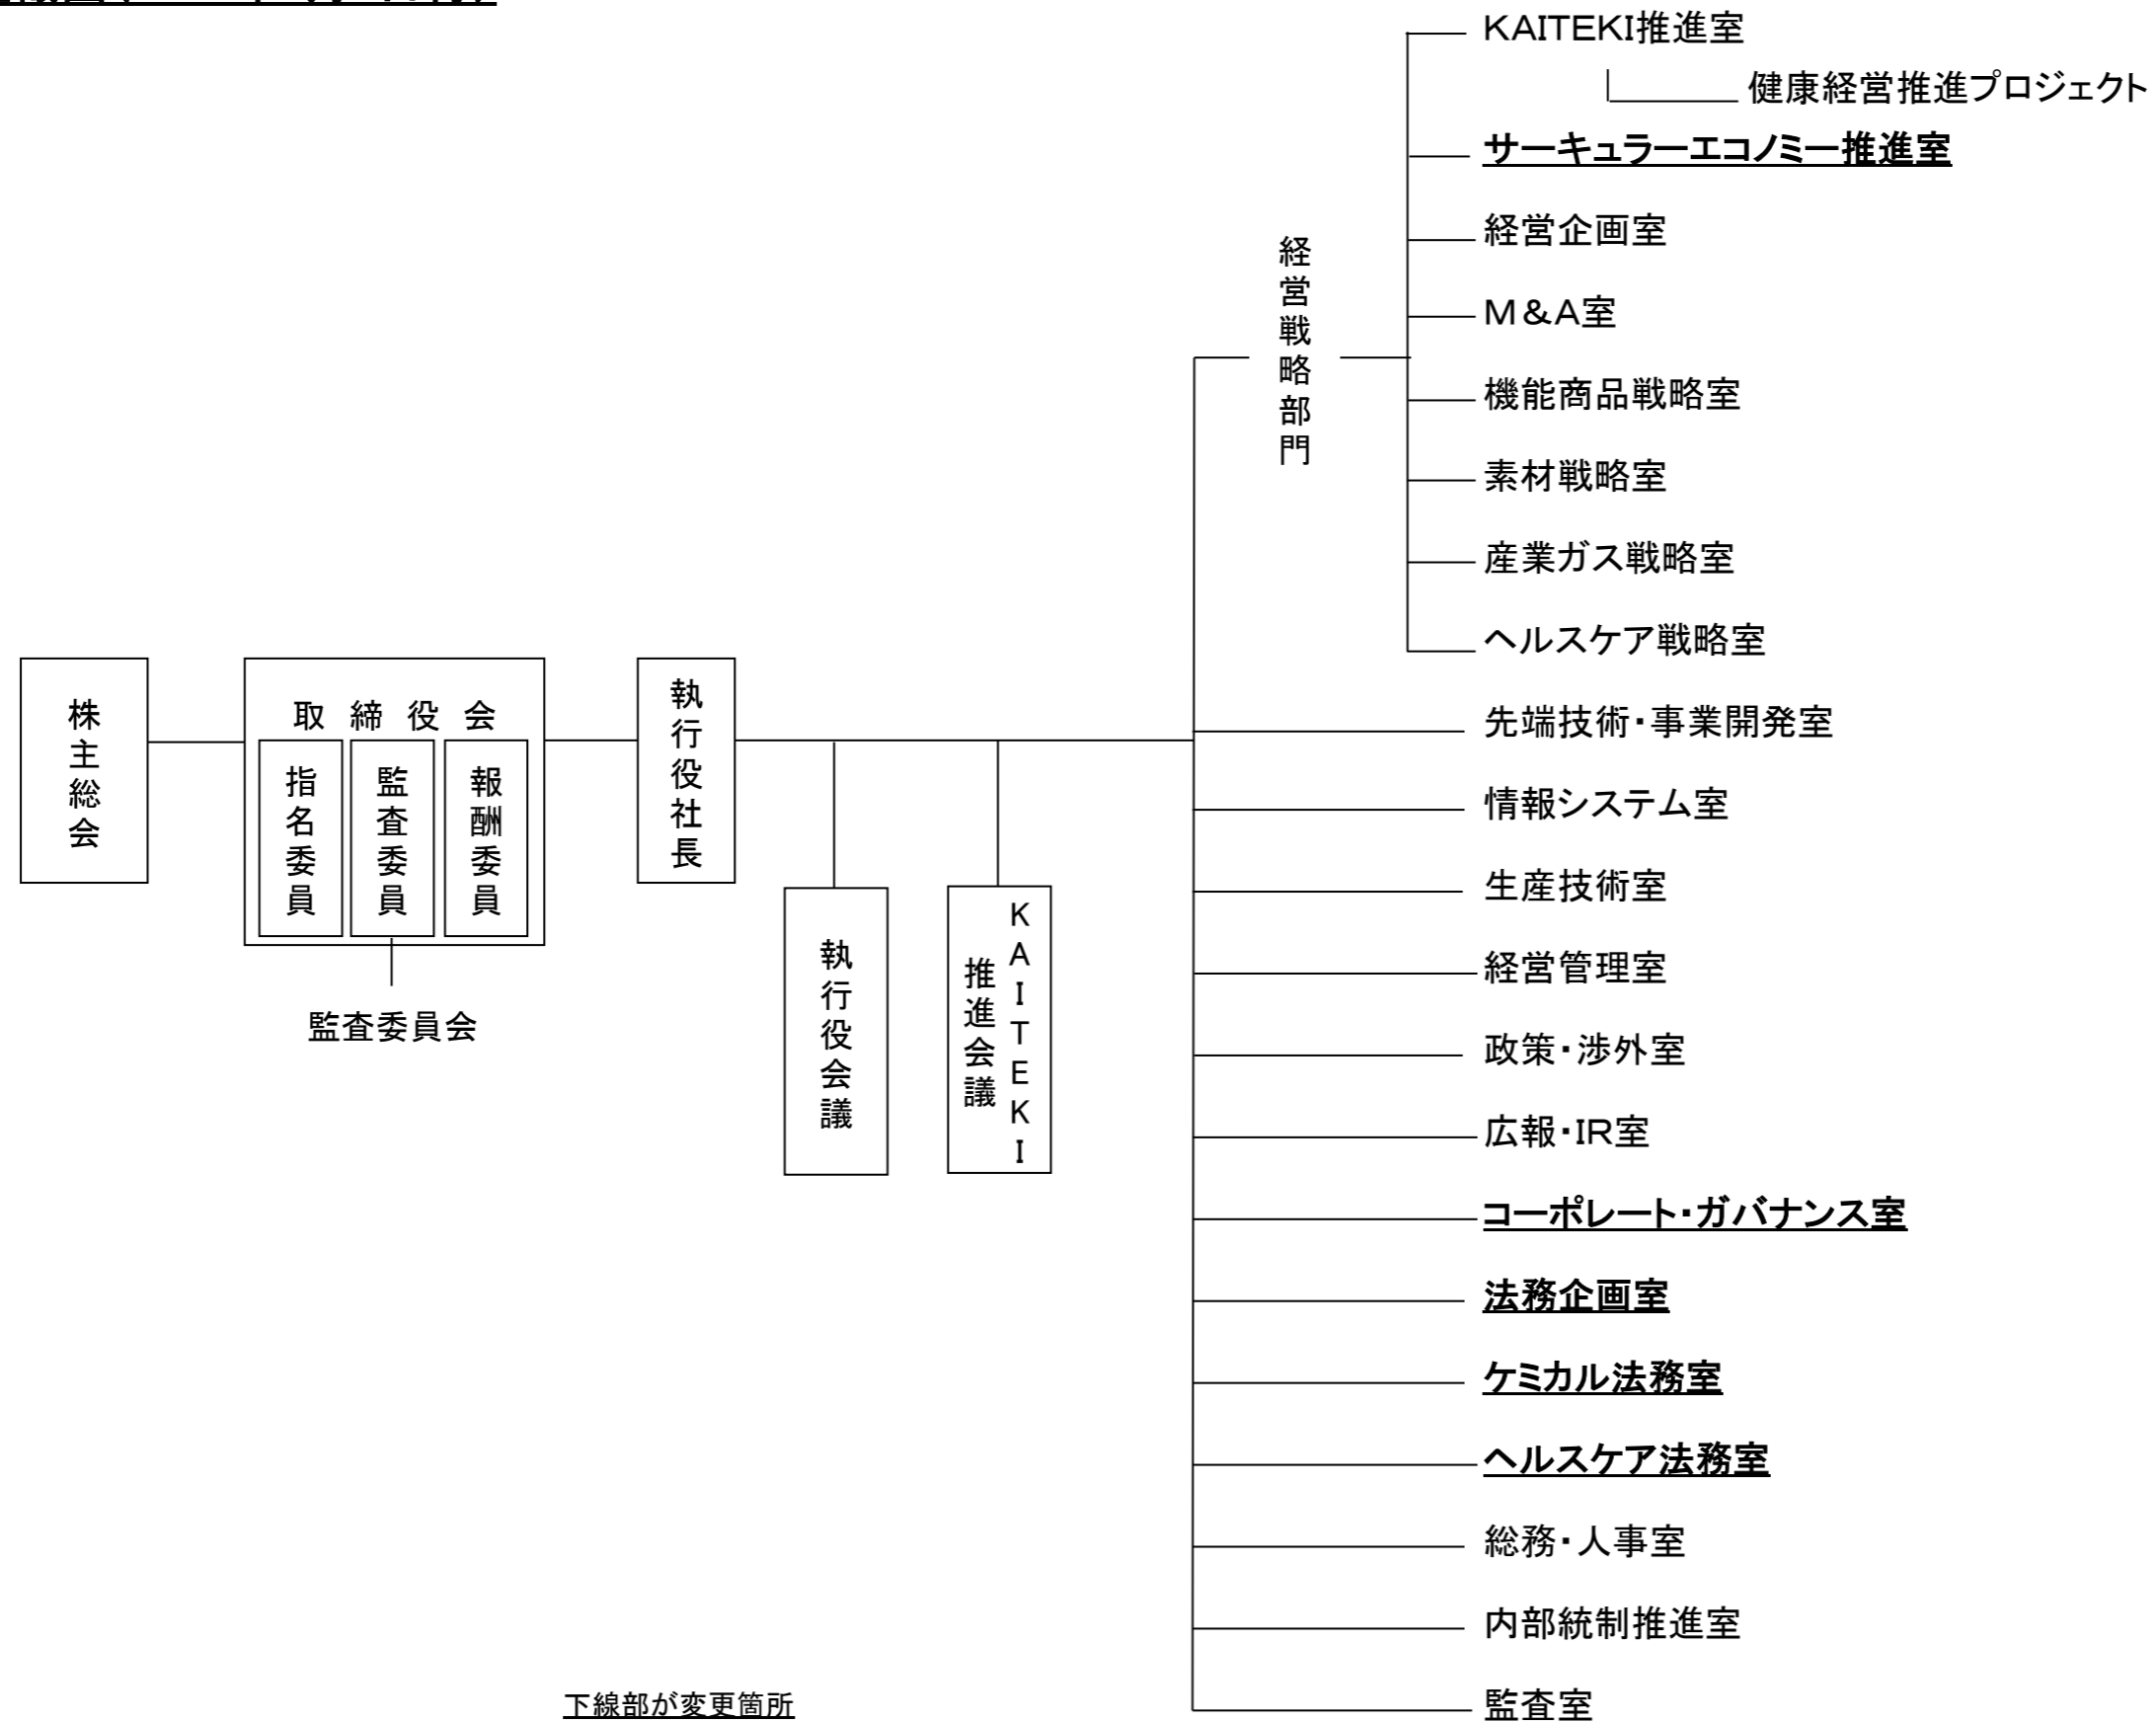 KAITEKI推進室
健康経営推進プロジェクト
サーキュラーエコノミー推進室
経営企画室
M&A室
機能商品戦略室
素材戦略室
産業ガス戦略室
ヘルスケア戦略室
経営戦略部門
株主総会
取締役会
指名委員
監査委員
報酬委員
監査委員会
執行役社長
執行役会議
KAITEKI
推進会議
先端技術・事業開発室
情報システム室
生産技術室
経営管理室
政策・渉外室
広報・IR室
コーポレート・ガバナンス室
法務企画室
ケミカル法務室
ヘルスケア法務室
総務・人事室
内部統制推進室
監査室
下線部が変更箇所